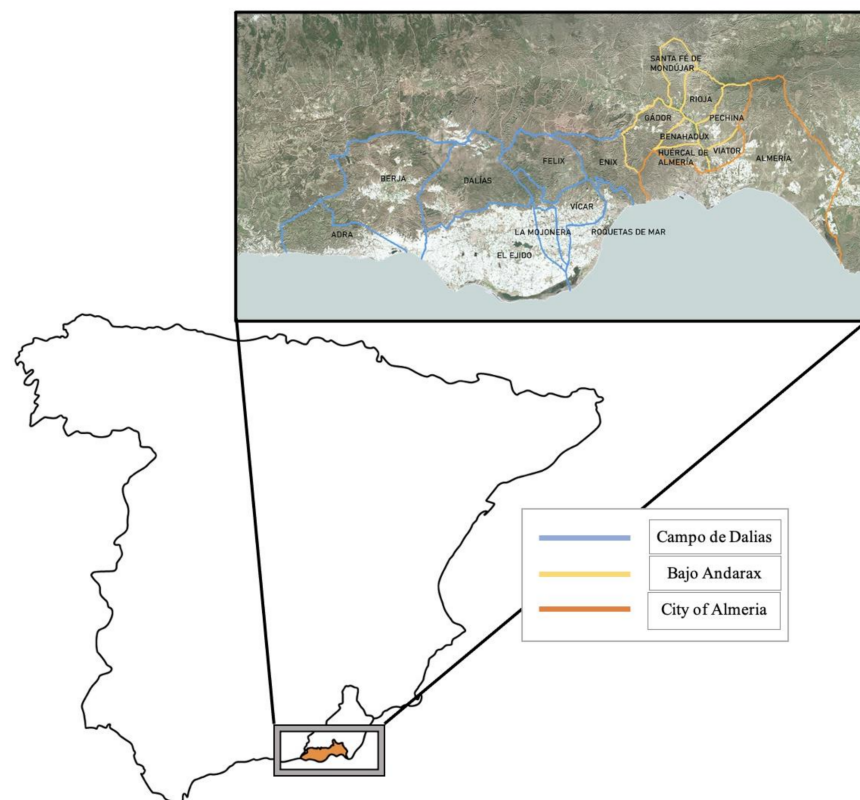 SANTA FÉ DE
MONDÚJAR
RIOJA
GÁDOR
PECHINA
BENAHADUX
HUÉRCAL DE
ALMERÍA
VIATOR
ALMERÍA
FELIX
ENIX
BERJA
DALÍAS
VÍCAR
ADRA
LA MOJONERA
ROQUETAS DE MAR
EL EJIDO
Campo de Dalias
Bajo Andarax
City of Almeria